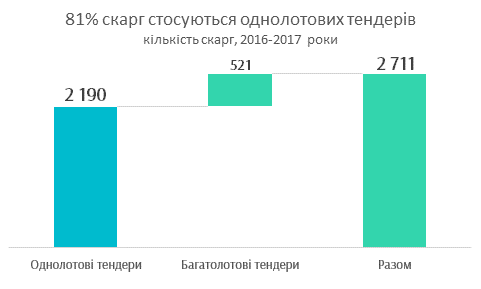 81% скарг стосуються однолотових тендерів
кількість скарг, 2016-2017 роки
2 190
521
2 711
Однолотові тендери
Багатолотові тендери
Разом